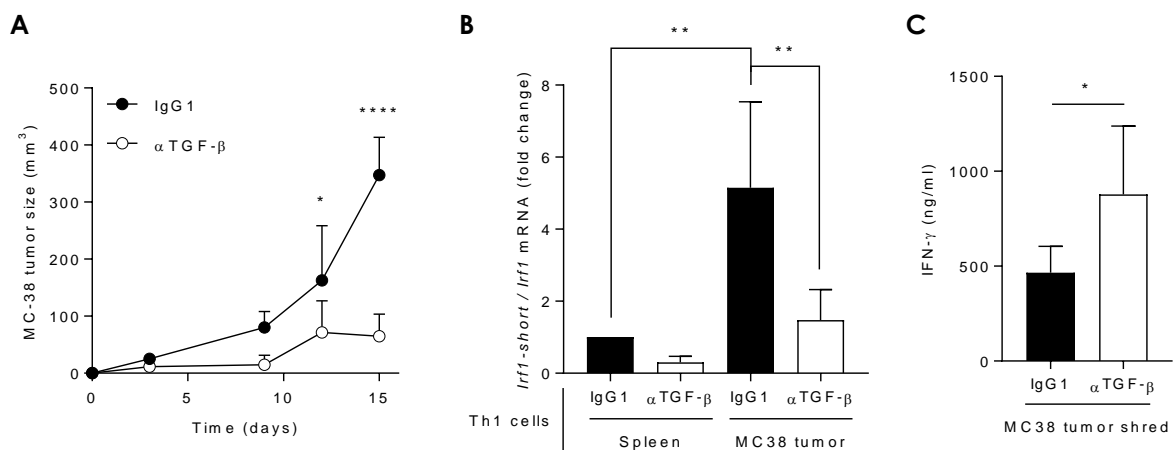 A
MC-38 tumor size (mm³)
500
400
300
200
100
0
0
5
10
15
Time (days)
IgG1
αTGF-β
*
****
B
Irf1-short / Irf1 mRNA (fold change)
8
6
4
2
0
**
**
IgG1
αTGF-β
IgG1
αTGF-β
Th1 cells
Spleen
MC38 tumor
C
IFN-γ (ng/ml)
1500
1000
500
0
*
IgG1
αTGF-β
MC38 tumor shred